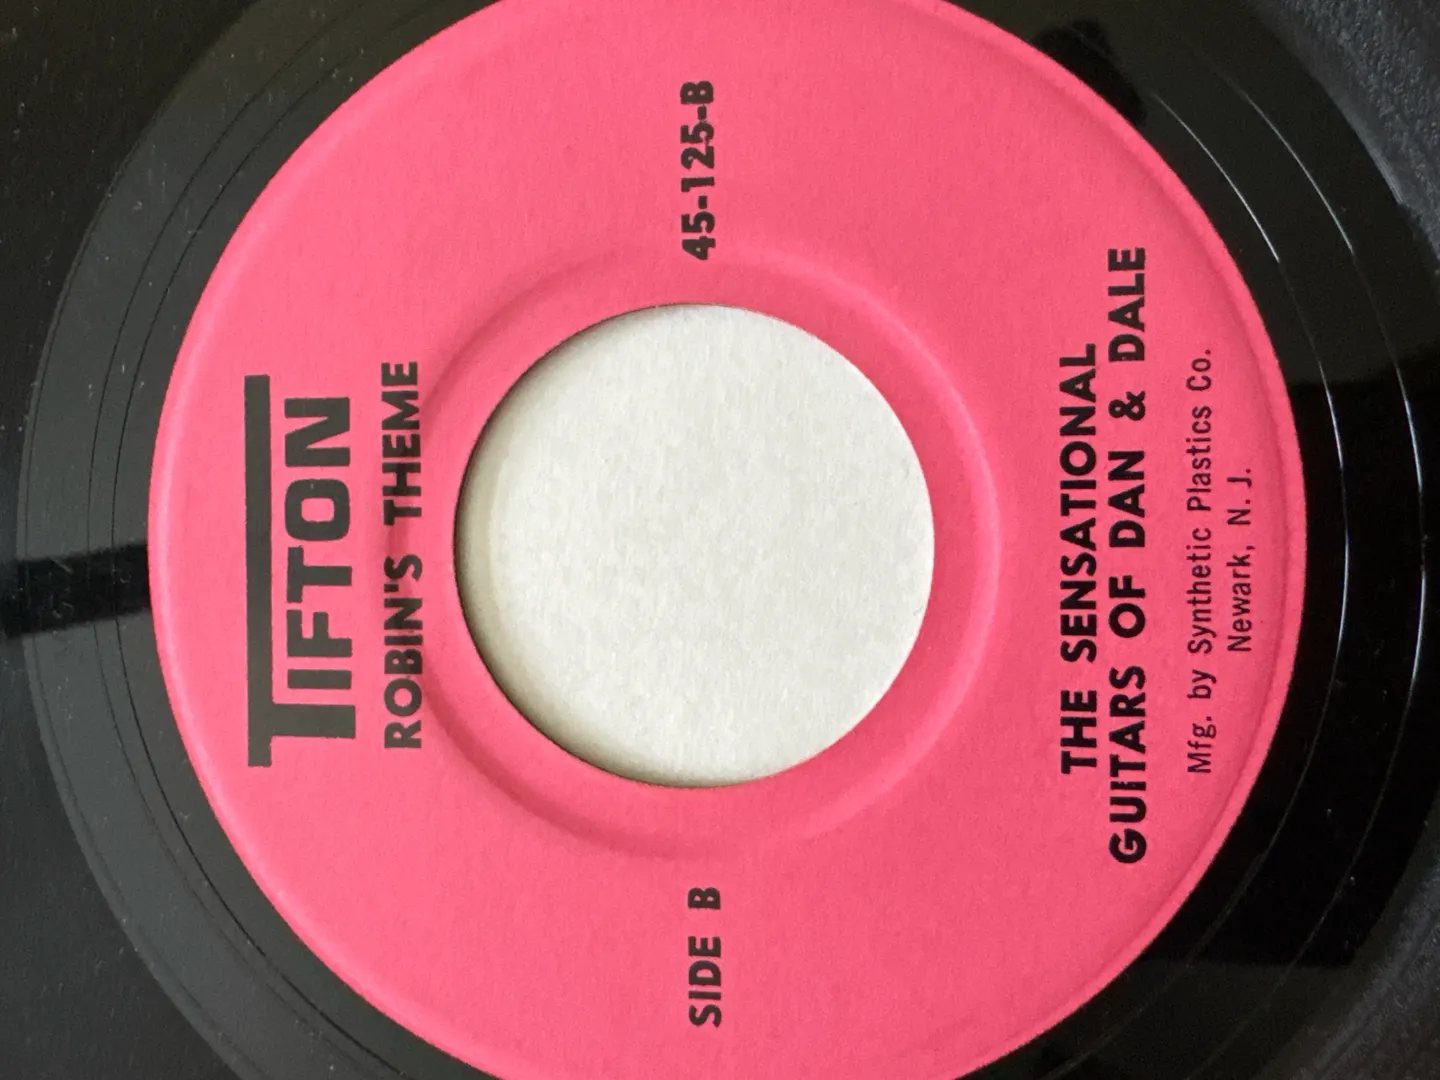 TIFTON
ROBIN'S THEME
SIDE B
45-125-B
THE SENSATIONAL
GUITARS OF DAN & DALE
Mfg. by Synthetic Plastics Co.
Newark, N. J.